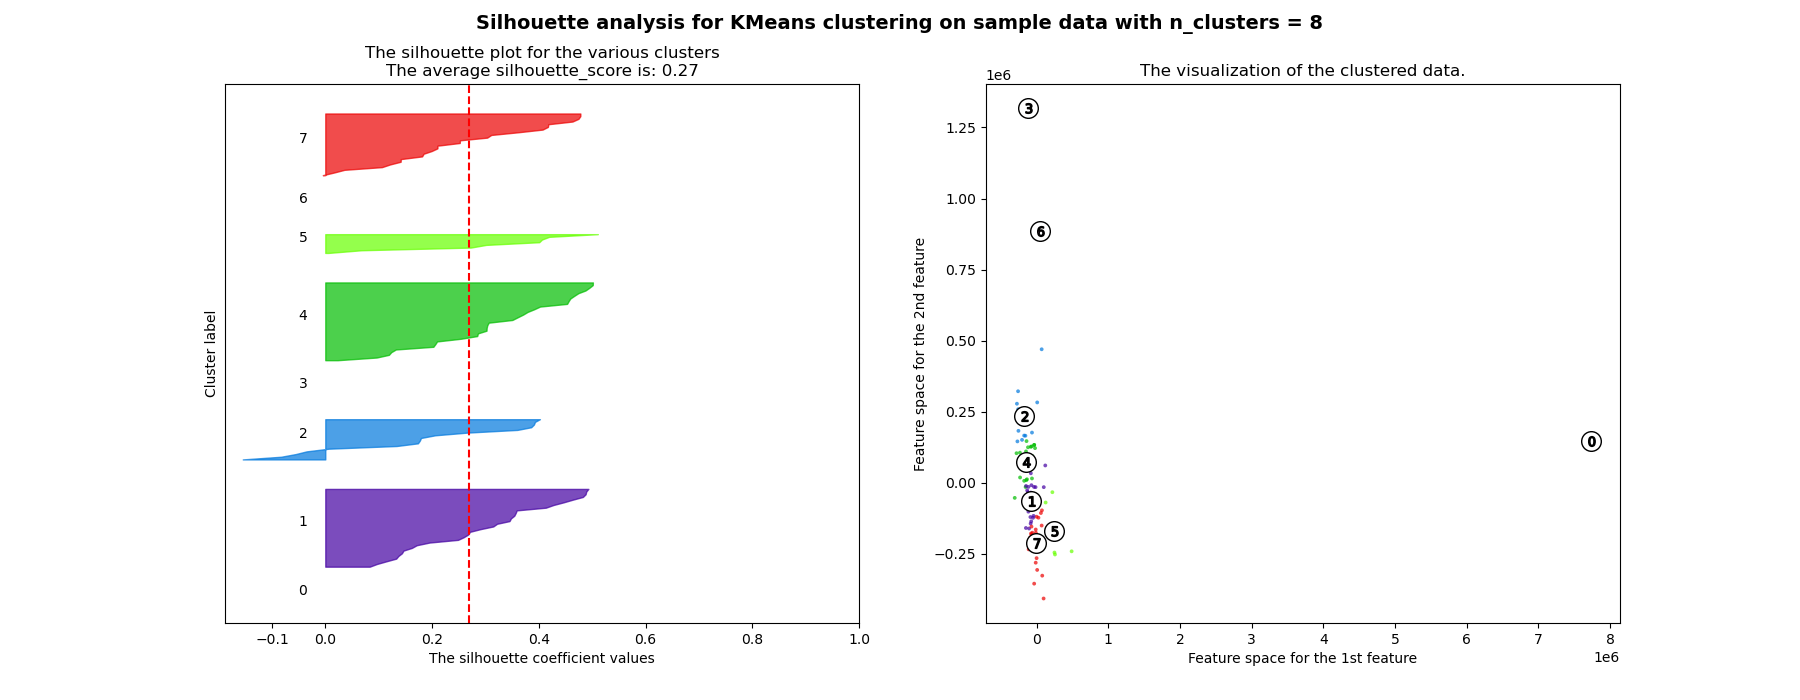 Silhouette analysis for KMeans clustering on sample data with n_clusters = 8
The silhouette plot for the various clusters
The average silhouette_score is: 0.27
7
6
5
4
3
2
1
0
Cluster label
−0.1 0.0 0.2 0.4 0.6 0.8 1.0
The silhouette coefficient values
The visualization of the clustered data.
1e6
1.25
1.00
0.75
0.50
0.25
0.00
−0.25
Feature space for the 2nd feature
3
6
2
0
4
1
5
7
0 1 2 3 4 5 6 7 8
1e6
Feature space for the 1st feature